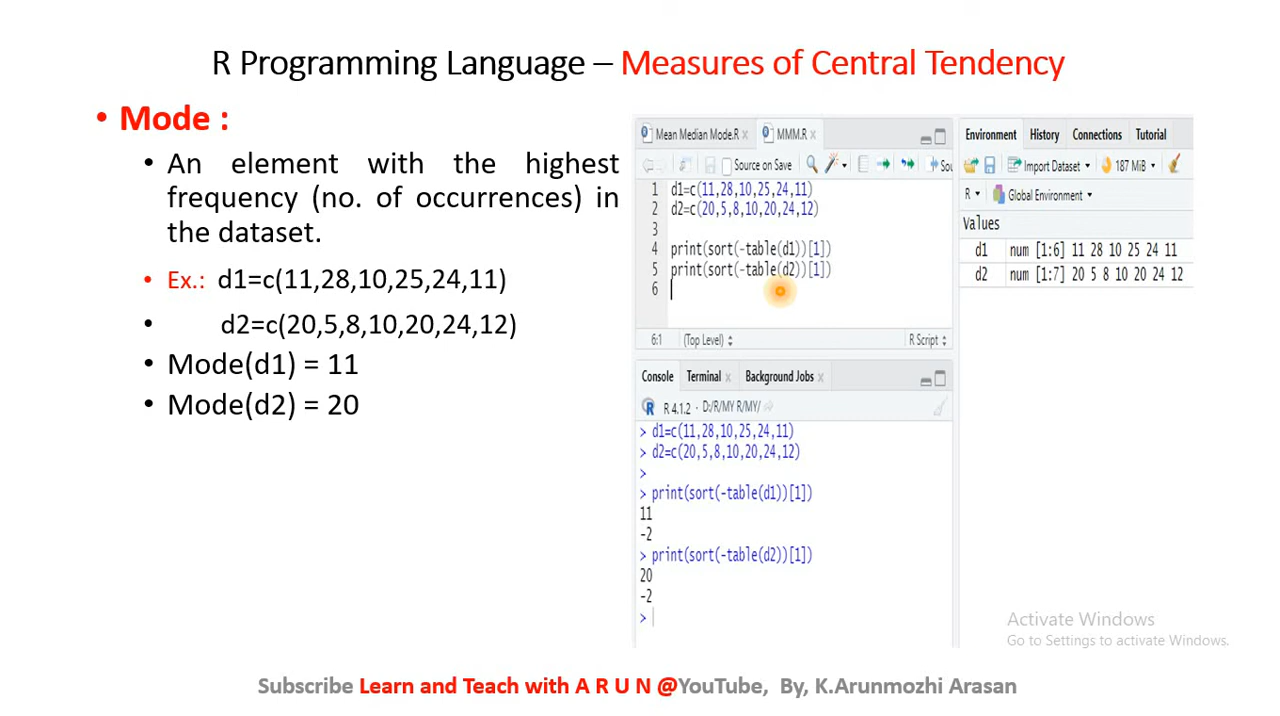 R Programming Language – Measures of Central Tendency
• Mode :
• An element with the highest
frequency (no. of occurrences) in
the dataset.
• Ex.: d1=c(11,28,10,25,24,11)
• d2=c(20,5,8,10,20,24,12)
• Mode(d1) = 11
• Mode(d2) = 20
Mean Median Mode.R x MMM.R x
Source on Save Sou
1 d1=c(11,28,10,25,24,11)
2 d2=c(20,5,8,10,20,24,12)
3
4 print(sort(-table(d1))[1])
5 print(sort(-table(d2))[1])
6
6:1 (Top Level) R Script
Console Terminal x Background Jobs x
R 4.1.2 · D:/R/MY R/MY/
> d1=c(11,28,10,25,24,11)
> d2=c(20,5,8,10,20,24,12)
>
> print(sort(-table(d1))[1])
11
-2
> print(sort(-table(d2))[1])
20
-2
>
Environment History Connections Tutorial
Import Dataset 187 MiB
R Global Environment
Values
d1 num [1:6] 11 28 10 25 24 11
d2 num [1:7] 20 5 8 10 20 24 12
Activate Windows
Go to Settings to activate Windows.
Subscribe Learn and Teach with A R U N @YouTube, By, K.Arunmozhi Arasan